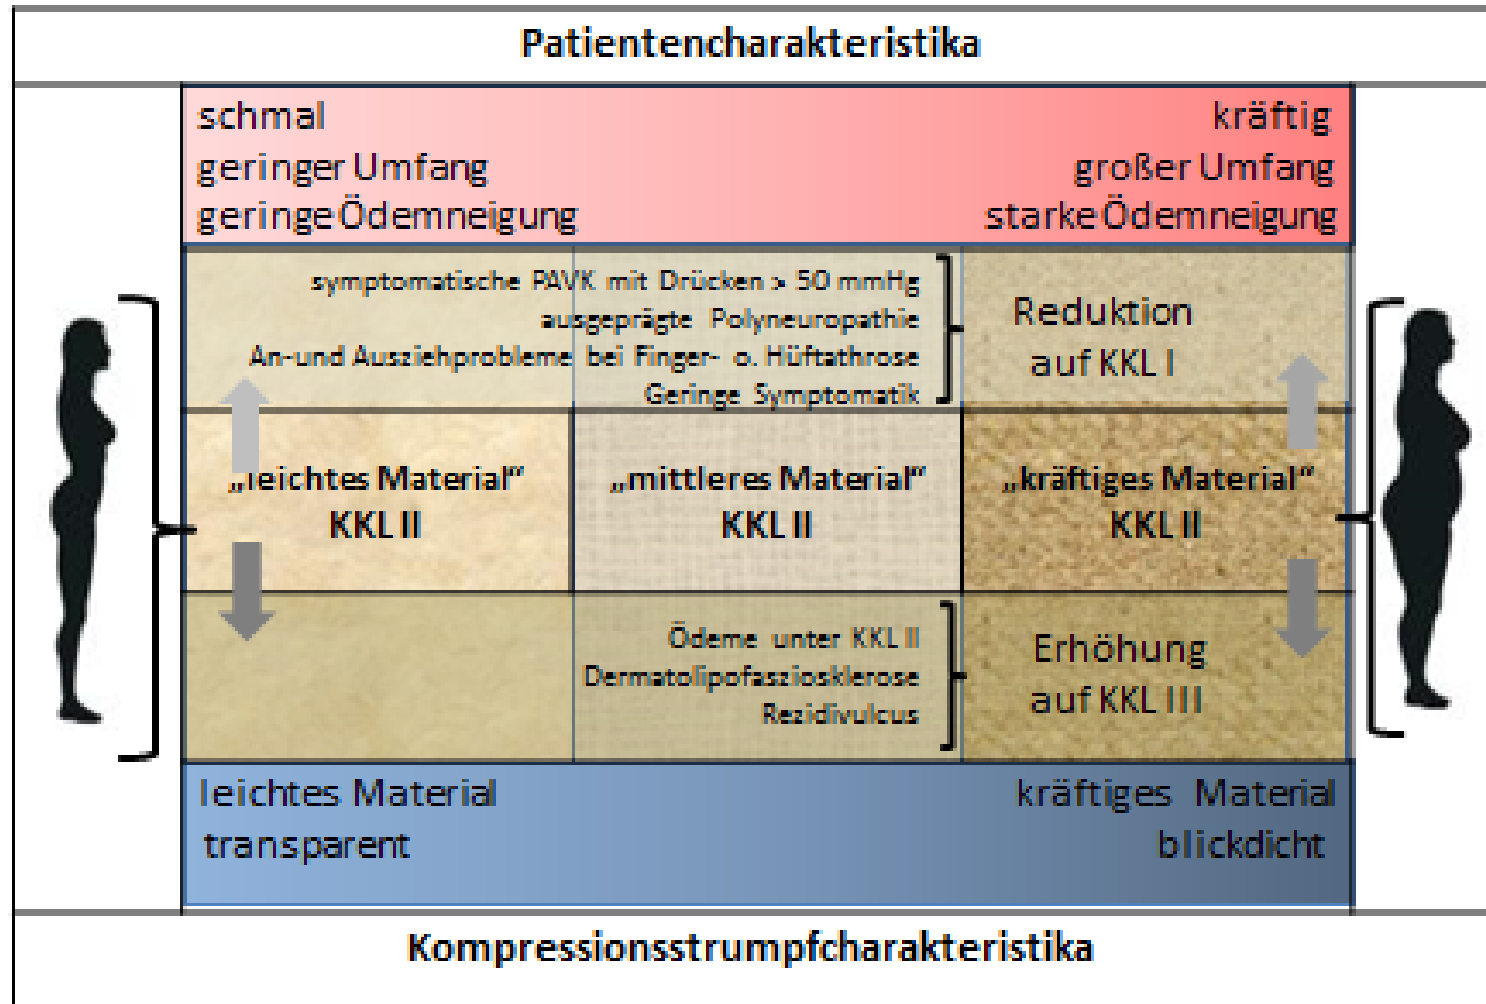 Patientencharakteristika
schmal
kräftig
geringer Umfang
großer Umfang
geringe Ödemneigung
starke Ödemneigung
symptomatische PAVK mit Drücken > 50 mmHg
ausgeprägte Polyneuropathie
An-und Ausziehprobleme bei Finger- o. Hüftathrose
Geringe Symptomatik
Reduktion
auf KKL I
„leichtes Material“
KKL II
„mittleres Material“
KKL II
„kräftiges Material“
KKL II
Ödeme unter KKL II
Dermatolipofasziosklerose
Rezidivulcus
Erhöhung
auf KKL III
leichtes Material
kräftiges Material
transparent
blickdicht
Kompressionsstrumpfcharakteristika